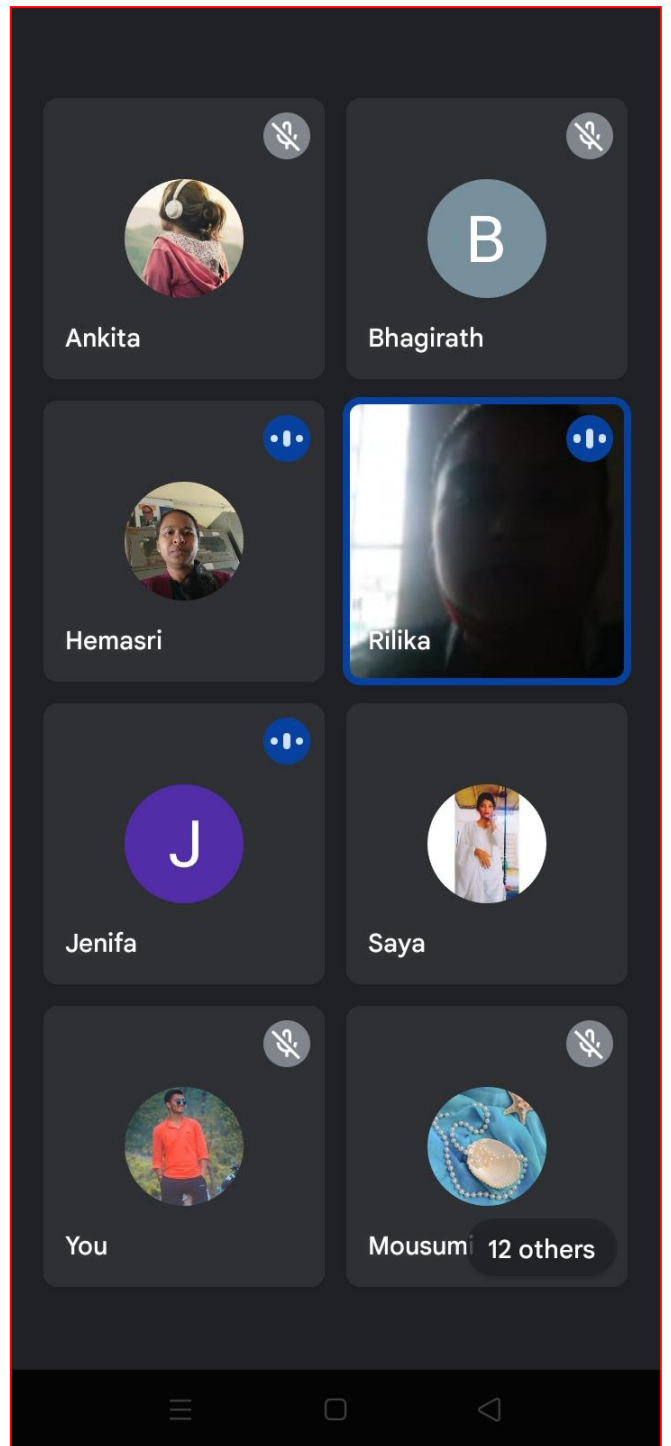 Ankita
B
Bhagirath
Hemasri
Rilika
J
Jenifa
Saya
You
Mousumi
12 others